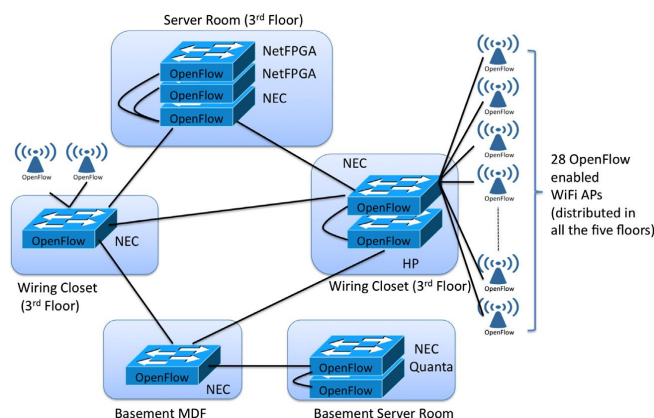 Server Room (3rd Floor)
NetFPGA
OpenFlow
NetFPGA
OpenFlow
NEC
OpenFlow
OpenFlow
OpenFlow
OpenFlow
NEC
Wiring Closet
(3rd Floor)
NEC
OpenFlow
OpenFlow
HP
Wiring Closet (3rd Floor)
OpenFlow
OpenFlow
OpenFlow
OpenFlow
OpenFlow
OpenFlow
28 OpenFlow
enabled
WiFi APs
(distributed in
all the five floors)
OpenFlow
NEC
Basement MDF
NEC
OpenFlow
Quanta
OpenFlow
Basement Server Room